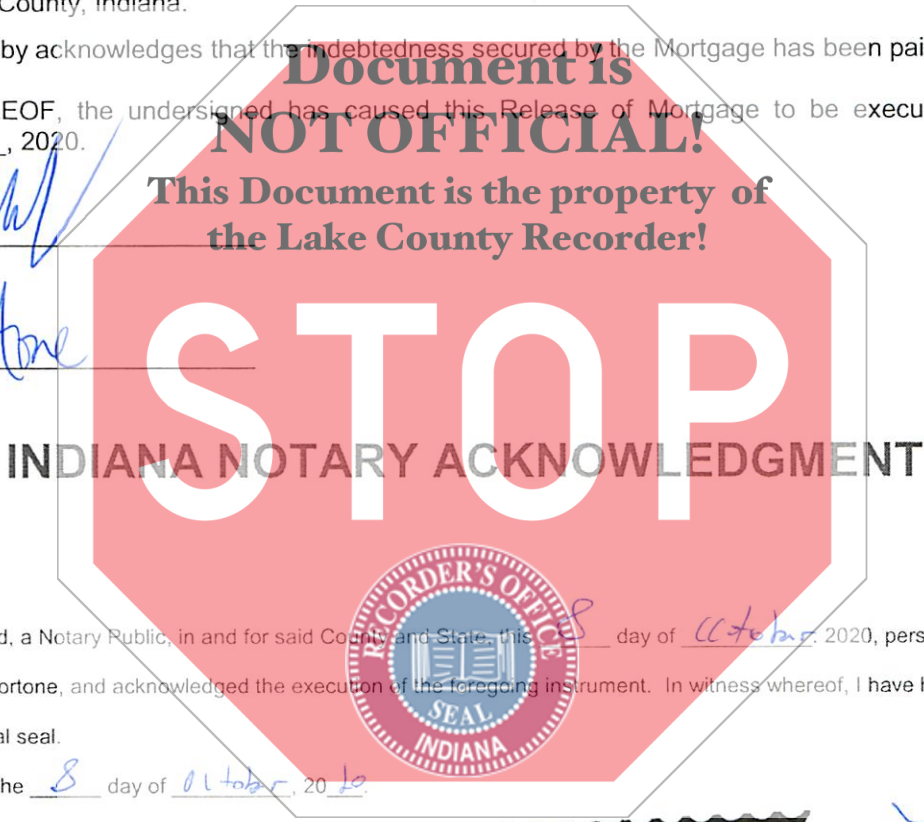 County, Indiana.
by acknowledges that the indebtedness secured by the Mortgage has been pai
Document is
EOF, the undersigned has caused this Release of Mortgage to be execu
NOT OFFICIAL!
, 2020.
This Document is the property of
the Lake County Recorder!
STOP
INDIANA NOTARY ACKNOWLEDGMENT
RECORDER'S OFFICE
d, a Notary Public, in and for said County and State, this 8 day of October, 2020, pers
ortone, and acknowledged the execution of the foregoing instrument. In witness whereof, I have h
SEAL
al seal.
INDIANA
he 8 day of October, 2020.